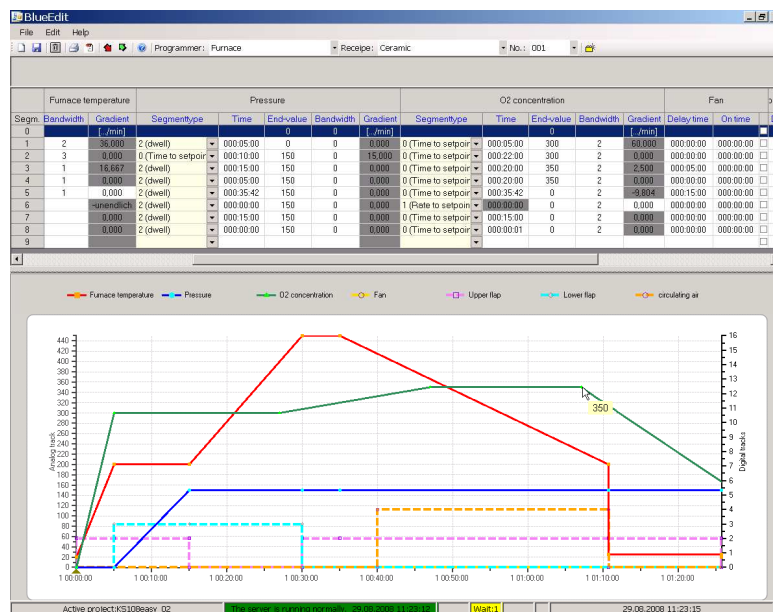 BlueEdit
File Edit Help
Programmer: Furnace Receipe: Ceramic No.: 001
Furnace temperature Pressure O2 concentration Fan
Segm. Bandwidth Gradient Segmenttype Time End-value Bandwidth Gradient Segmenttype Time End-value Bandwidth Gradient Delay time On time
0 [../min] 0 0 [../min] 0 0 [../min]
1 2 36,000 2 (dwell) 000:05:00 0 0 0,000 0 (Time to setpoir 000:05:00 300 2 60,000 000:00:00 000:00:00
2 3 0,000 0 (Time to setpoir 000:10:00 150 0 15,000 0 (Time to setpoir 000:22:00 300 2 0,000 000:00:00 000:00:00
3 1 16,667 2 (dwell) 000:15:00 150 0 0,000 0 (Time to setpoir 000:20:00 350 2 2,500 000:05:00 000:00:00
4 1 0,000 2 (dwell) 000:05:00 150 0 0,000 0 (Time to setpoir 000:20:00 350 2 0,000 000:00:00 000:00:00
5 1 0,000 2 (dwell) 000:35:42 150 0 0,000 0 (Time to setpoir 000:35:42 0 2 -9,804 000:15:00 000:00:00
6 -unendlich 2 (dwell) 000:00:00 150 0 0,000 1 (Rate to setpoin 000:00:00 0 2 0,000 000:00:00 000:00:00
7 0,000 2 (dwell) 000:15:00 150 0 0,000 0 (Time to setpoir 000:15:00 0 2 0,000 000:00:00 000:00:00
8 0,000 2 (dwell) 000:00:01 150 0 0,000 0 (Time to setpoir 000:00:01 0 2 0,000 000:00:00 000:00:00
9
Furnace temperature Pressure O2 concentration Fan Upper flap Lower flap circulating air
440
420
400
380
360
340
320
300
280
260
240
220
200
180
160
140
120
100
80
60
40
20
0
Analog track
350
16
15
14
13
12
11
10
9
8
7
6
5
4
3
2
1
0
Digital tracks
1 00:00:00 1 00:10:00 1 00:20:00 1 00:30:00 1 00:40:00 1 00:50:00 1 01:00:00 1 01:10:00 1 01:20:00
Active project:KS108easy_02 The server is running normally. 29.08.2008 11:23:12 Wait:1 29.08.2008 11:23:15